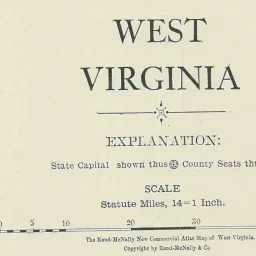 WEST
VIRGINIA
EXPLANATION:
State Capital shown thus County Seats thu
SCALE
Statute Miles, 14=1 Inch.
0 5 10 20 30
The Rand-McNally New Commercial Atlas Map of West Virginia.
Copyright by Rand-McNally & Co